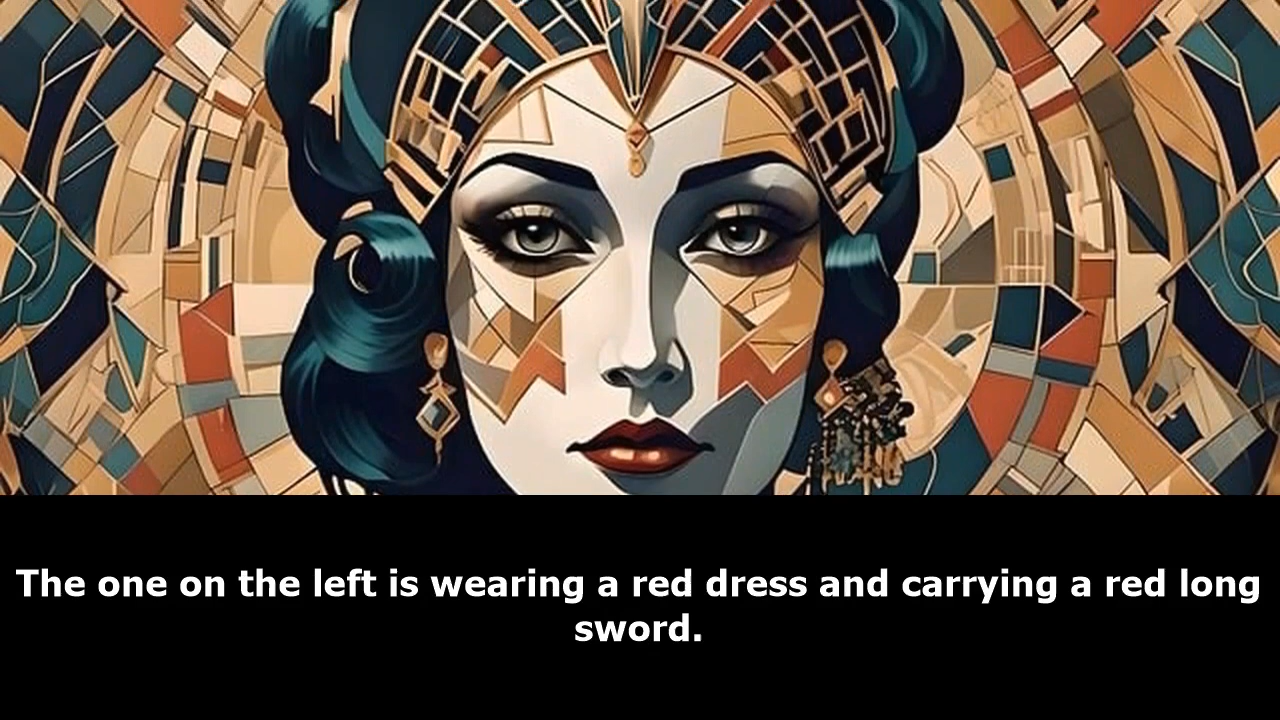 The one on the left is wearing a red dress and carrying a red long
sword.